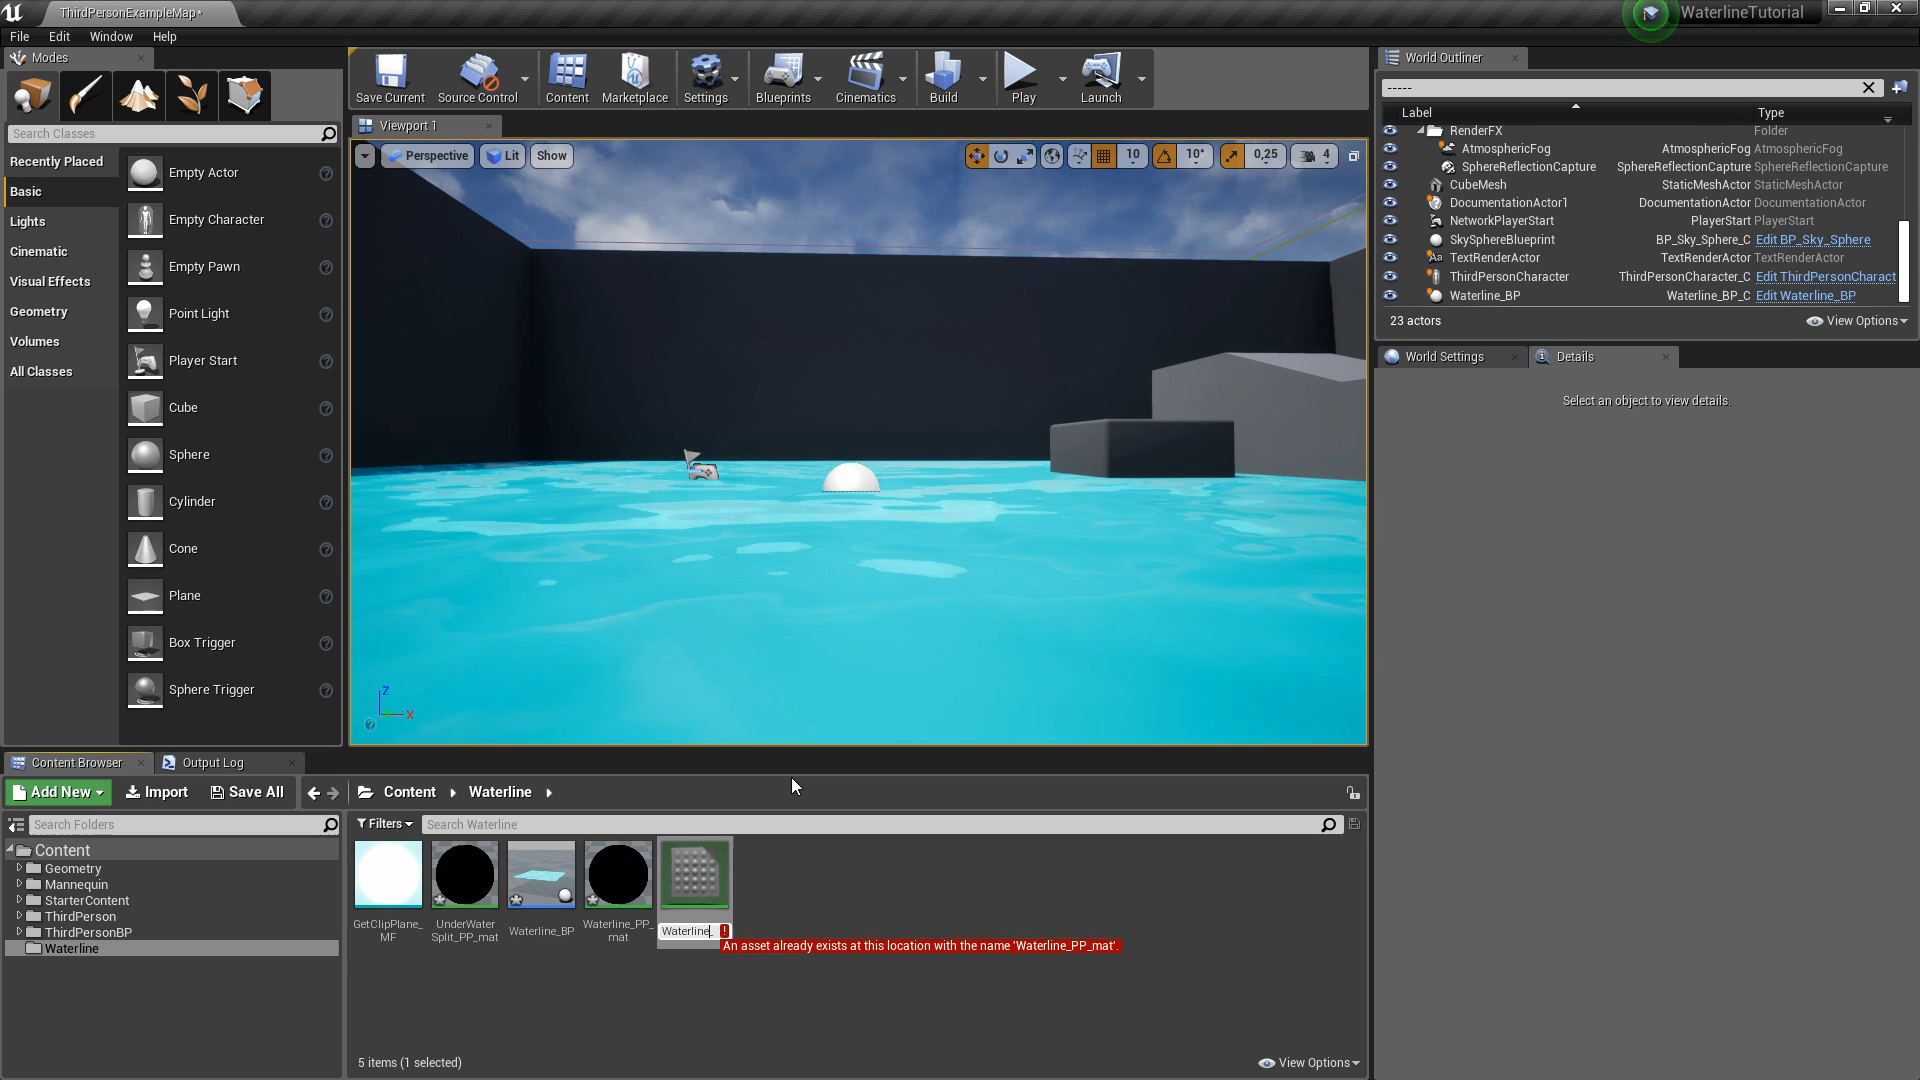 ThirdPersonExampleMap*
WaterlineTutorial
File Edit Window Help
Modes
Search Classes
Recently Placed
Basic
Lights
Cinematic
Visual Effects
Geometry
Volumes
All Classes
Empty Actor
Empty Character
Empty Pawn
Point Light
Player Start
Cube
Sphere
Cylinder
Cone
Plane
Box Trigger
Sphere Trigger
Save Current Source Control Content Marketplace Settings Blueprints Cinematics Build Play Launch
Viewport 1
Perspective Lit Show
10 10° 0,25 4
Z
X
World Outliner
-----
Label Type
RenderFX Folder
AtmosphericFog AtmosphericFog AtmosphericFog
SphereReflectionCapture SphereReflectionCapture SphereReflectionCapture
CubeMesh StaticMeshActor StaticMeshActor
DocumentationActor1 DocumentationActor DocumentationActor
NetworkPlayerStart PlayerStart PlayerStart
SkySphereBlueprint BP_Sky_Sphere_C Edit BP_Sky_Sphere
TextRenderActor TextRenderActor TextRenderActor
ThirdPersonCharacter ThirdPersonCharacter_C Edit ThirdPersonCharact
Waterline_BP Waterline_BP_C Edit Waterline_BP
23 actors View Options
World Settings Details
Select an object to view details.
Content Browser Output Log
Add New Import Save All Content Waterline
Search Folders
Content
Geometry
Mannequin
StarterContent
ThirdPerson
ThirdPersonBP
Waterline
Filters Search Waterline
GetClipPlane_
MF
UnderWater
Split_PP_mat
Waterline_BP
Waterline_PP_
mat
Waterline_ !
An asset already exists at this location with the name 'Waterline_PP_mat'.
5 items (1 selected) View Options